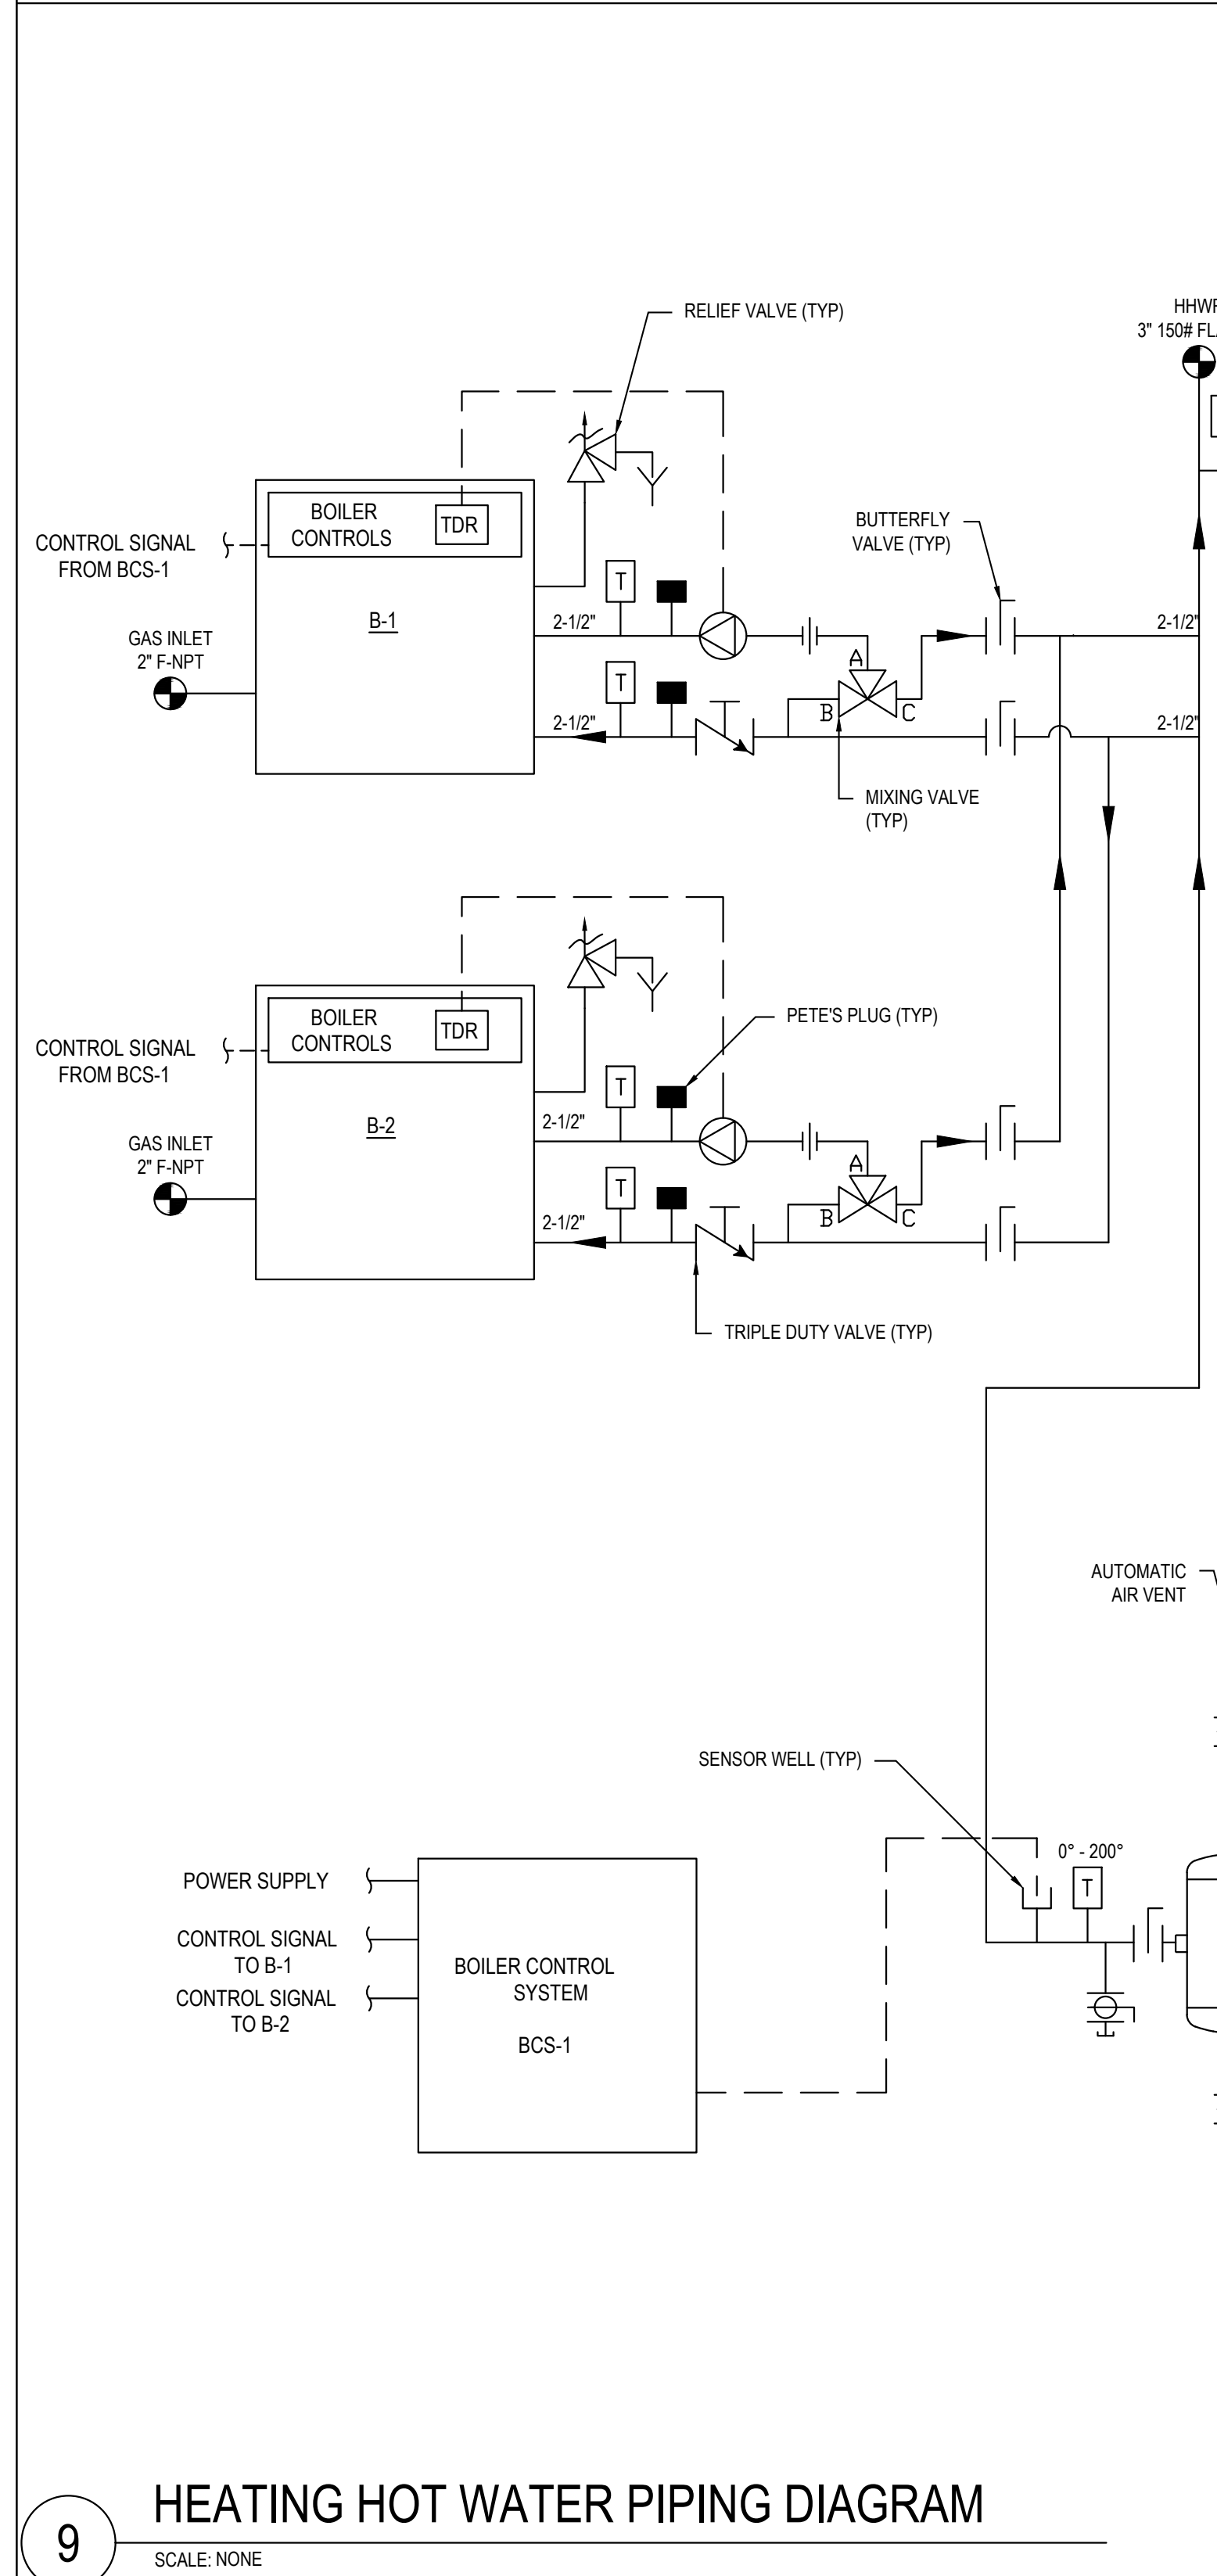 RELIEF VALVE (TYP)
HHWR
3" 150# FLA
BOILER
CONTROLS
TDR
CONTROL SIGNAL
FROM BCS-1
BUTTERFLY
VALVE (TYP)
T
2-1/2"
B-1
2-1/2"
GAS INLET
2" F-NPT
A
T
B
C
2-1/2"
2-1/2"
MIXING VALVE
(TYP)
BOILER
CONTROLS
TDR
PETE'S PLUG (TYP)
CONTROL SIGNAL
FROM BCS-1
T
2-1/2"
B-2
GAS INLET
2" F-NPT
A
T
B
C
2-1/2"
TRIPLE DUTY VALVE (TYP)
AUTOMATIC
AIR VENT
SENSOR WELL (TYP)
0° - 200°
T
POWER SUPPLY
CONTROL SIGNAL
TO B-1
CONTROL SIGNAL
TO B-2
BOILER CONTROL
SYSTEM
BCS-1
HEATING HOT WATER PIPING DIAGRAM
9
SCALE: NONE